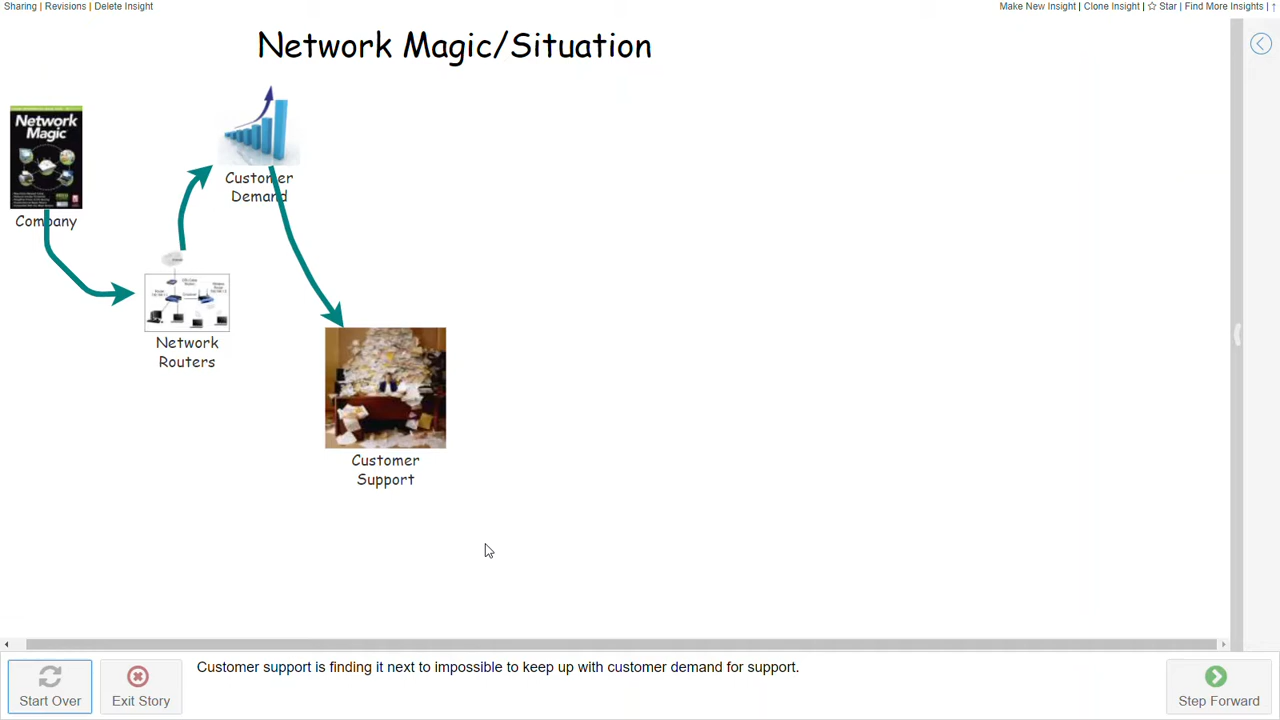 Sharing | Revisions | Delete Insight
Make New Insight | Clone Insight | ☆ Star | Find More Insights | ↑
Network Magic/Situation
Network
Magic
Company
Customer
Demand
Network
Routers
Customer
Support
Customer support is finding it next to impossible to keep up with customer demand for support.
Start Over
Exit Story
Step Forward